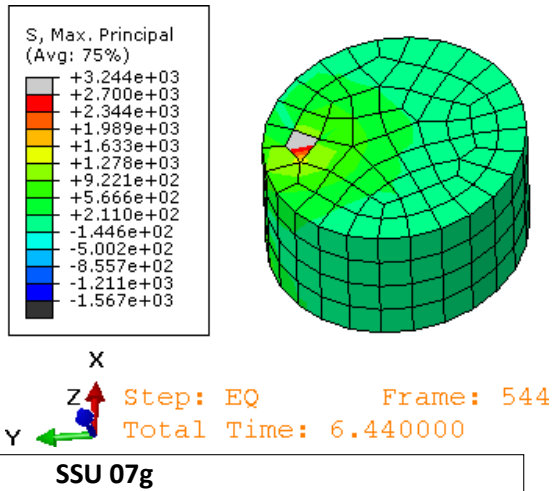 S, Max. Principal
(Avg: 75%)
+3.244e+03
+2.700e+03
+2.344e+03
+1.989e+03
+1.633e+03
+1.278e+03
+9.221e+02
+5.666e+02
+2.110e+02
-1.446e+02
-5.002e+02
-8.557e+02
-1.211e+03
-1.567e+03
X
Z
Y
Step: EQ Frame: 544
Total Time: 6.440000
SSU 07g